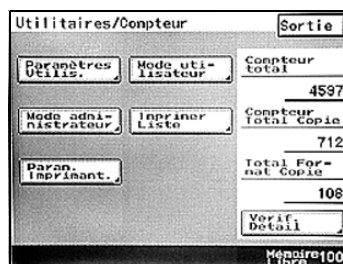 Utilitaires/Compteur
Sortie
Paramètres
Utilis.
Mode uti-
lisateur
Compteur
total
4597
Mode admi-
nistrateur
Imprimer
Liste
Compteur
Total Copie
712
Param.
Imprimant.
Total For-
mat Copie
108
Vérif.
Détail
Mémoire
Libre
100